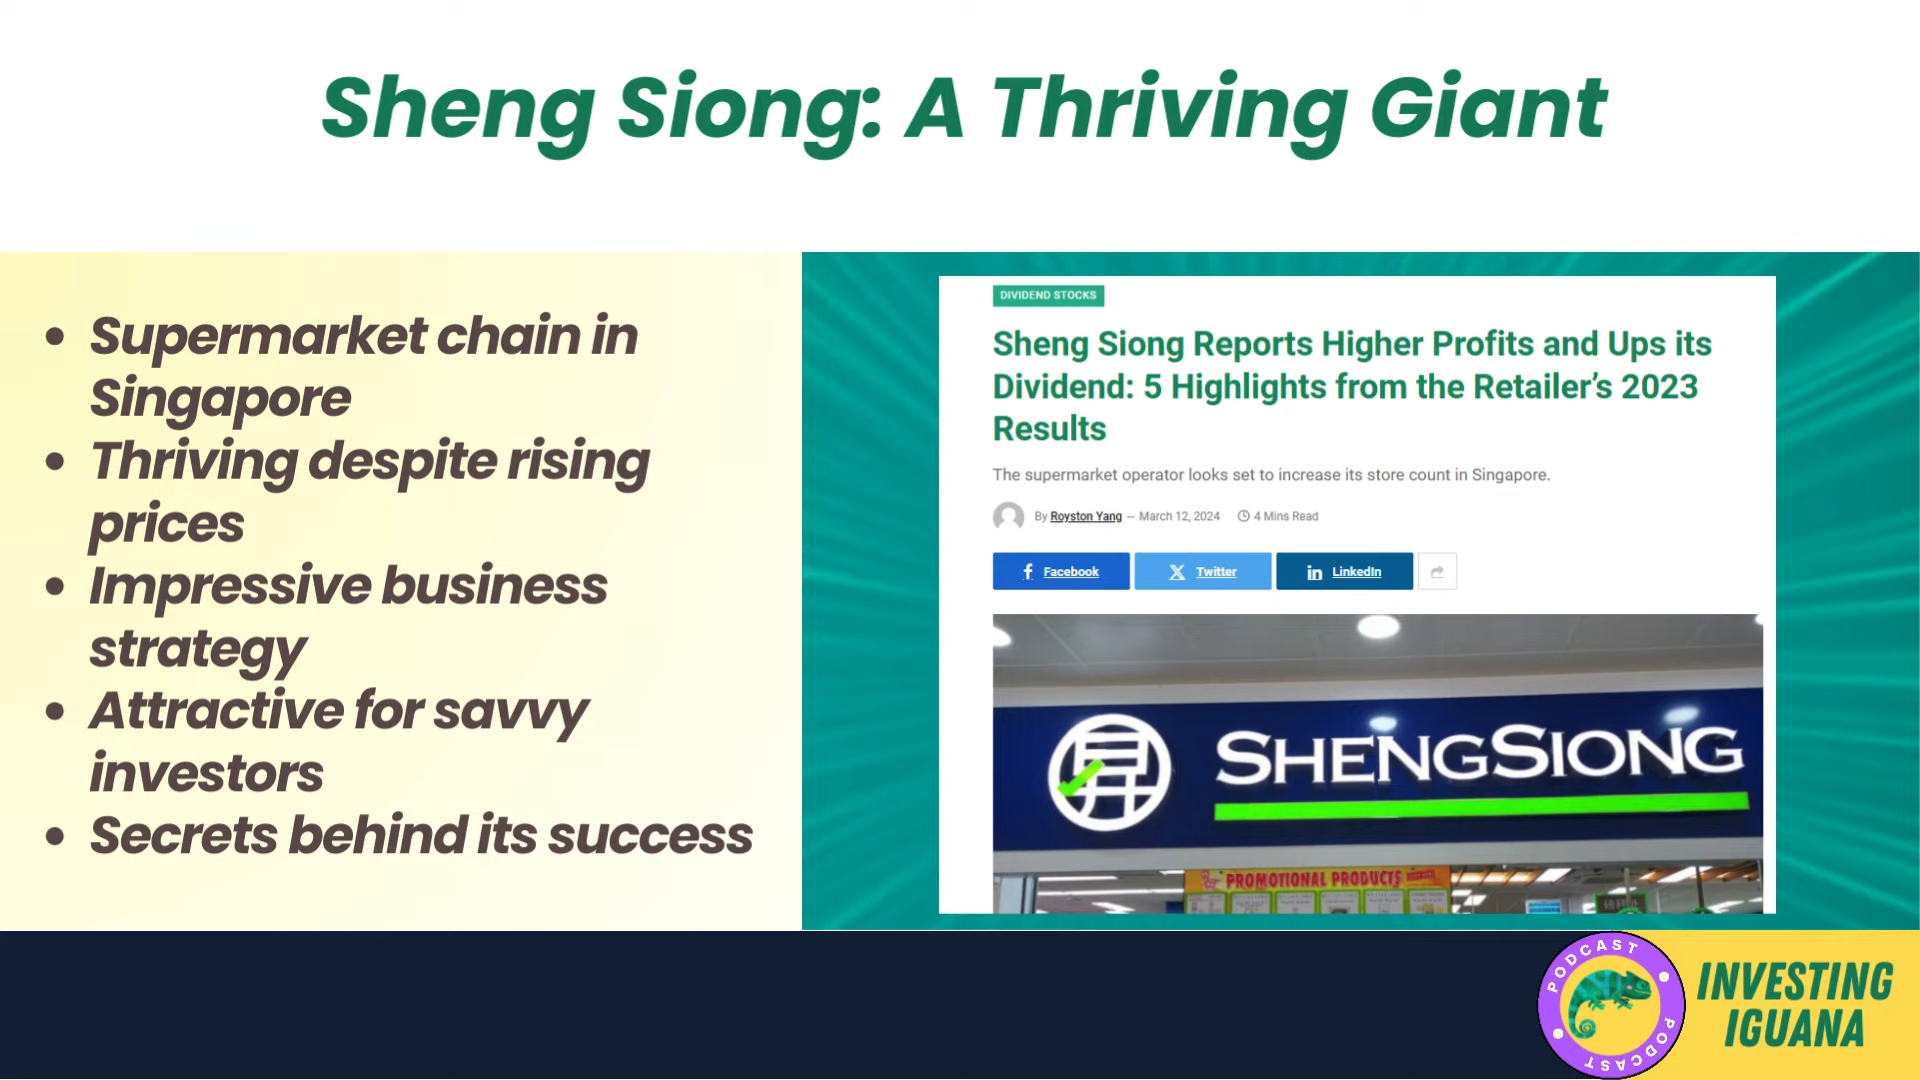 Sheng Siong: A Thriving Giant
• Supermarket chain in
Singapore
• Thriving despite rising
prices
• Impressive business
strategy
• Attractive for savvy
investors
• Secrets behind its success
DIVIDEND STOCKS
Sheng Siong Reports Higher Profits and Ups its
Dividend: 5 Highlights from the Retailer’s 2023
Results
The supermarket operator looks set to increase its store count in Singapore.
By Royston Yang — March 12, 2024 4 Mins Read
Facebook
Twitter
LinkedIn
SHENGSIONG
PROMOTIONAL PRODUCTS
PODCAST
PODCAST
INVESTING
IGUANA